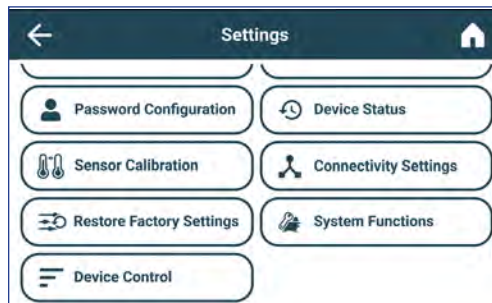 Settings
Password Configuration
Device Status
Sensor Calibration
Connectivity Settings
Restore Factory Settings
System Functions
Device Control